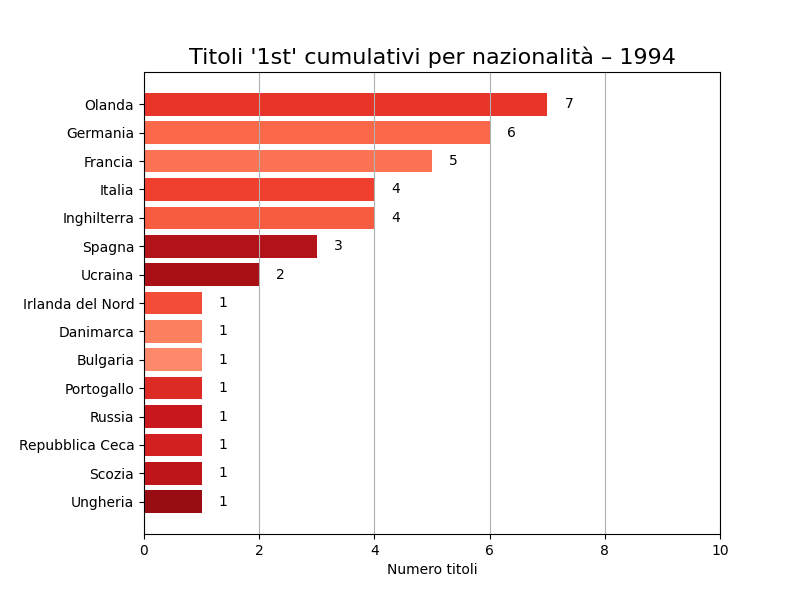 Titoli '1st' cumulativi per nazionalità – 1994
Olanda 7
Germania 6
Francia 5
Italia 4
Inghilterra 4
Spagna 3
Ucraina 2
Irlanda del Nord 1
Danimarca 1
Bulgaria 1
Portogallo 1
Russia 1
Repubblica Ceca 1
Scozia 1
Ungheria 1
0 2 4 6 8 10
Numero titoli